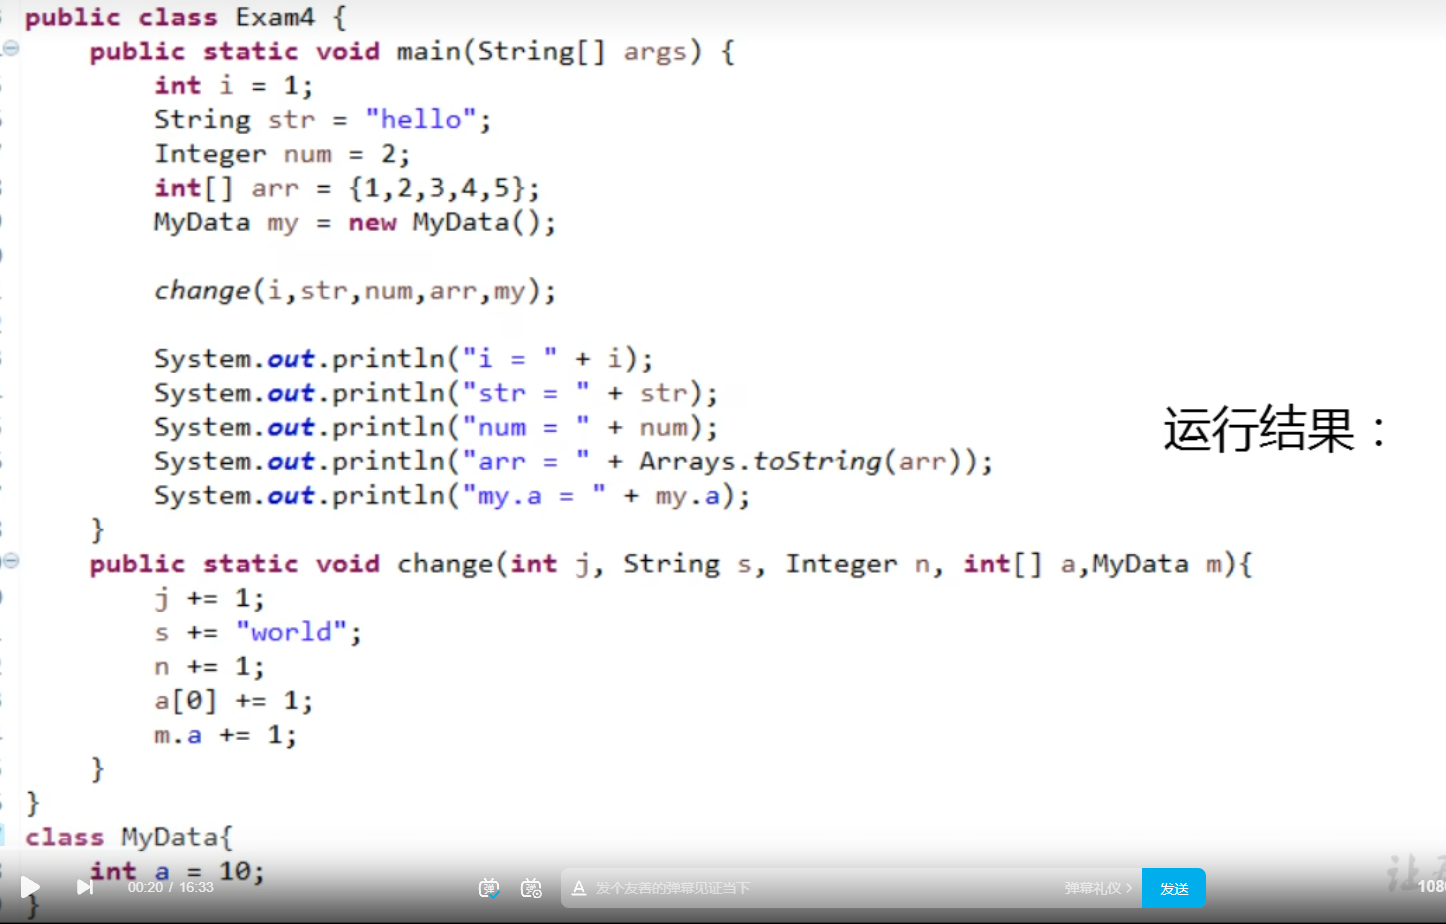 public class Exam4 {
public static void main(String[] args) {
int i = 1;
String str = "hello";
Integer num = 2;
int[] arr = {1,2,3,4,5};
MyData my = new MyData();
change(i,str,num,arr,my);
System.out.println("i = " + i);
System.out.println("str = " + str);
System.out.println("num = " + num);
System.out.println("arr = " + Arrays.toString(arr));
System.out.println("my.a = " + my.a);
}
运行结果：
public static void change(int j, String s, Integer n, int[] a,MyData m){
j += 1;
s += "world";
n += 1;
a[0] += 1;
m.a += 1;
}
}
class MyData{
int a = 10;
}
00:20 / 16:33
弹
A 发个友善的弹幕见证当下
弹幕礼仪 >
发送
让